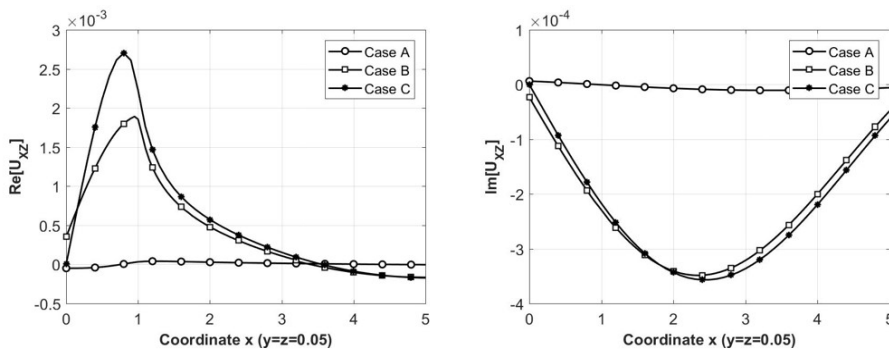 ×10⁻³
3
2.5
2
1.5
1
0.5
0
-0.5
Re[U_XZ]
Case A
Case B
Case C
0 1 2 3 4 5
Coordinate x (y=z=0.05)
×10⁻⁴
1
0
-1
-2
-3
-4
Im[U_XZ]
Case A
Case B
Case C
0 1 2 3 4 5
Coordinate x (y=z=0.05)